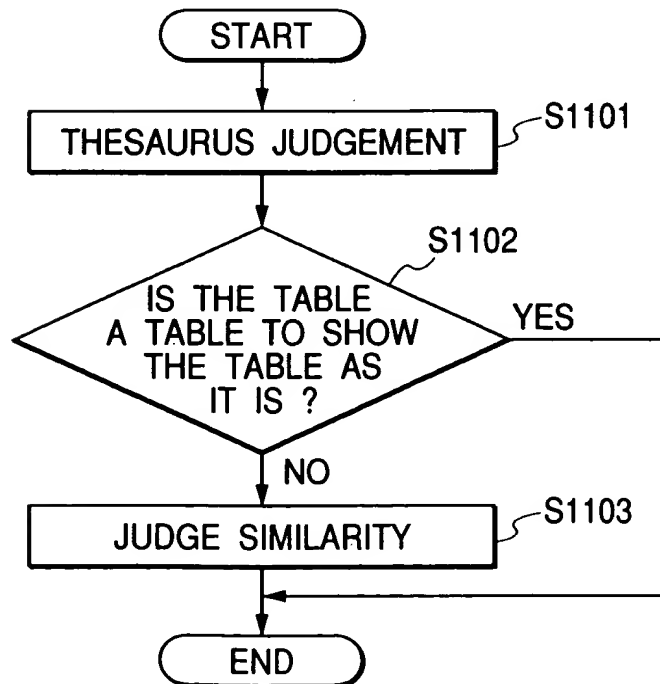 START
THESAURUS JUDGEMENT
S1101
S1102
IS THE TABLE
A TABLE TO SHOW
THE TABLE AS
IT IS ?
YES
NO
JUDGE SIMILARITY
S1103
END